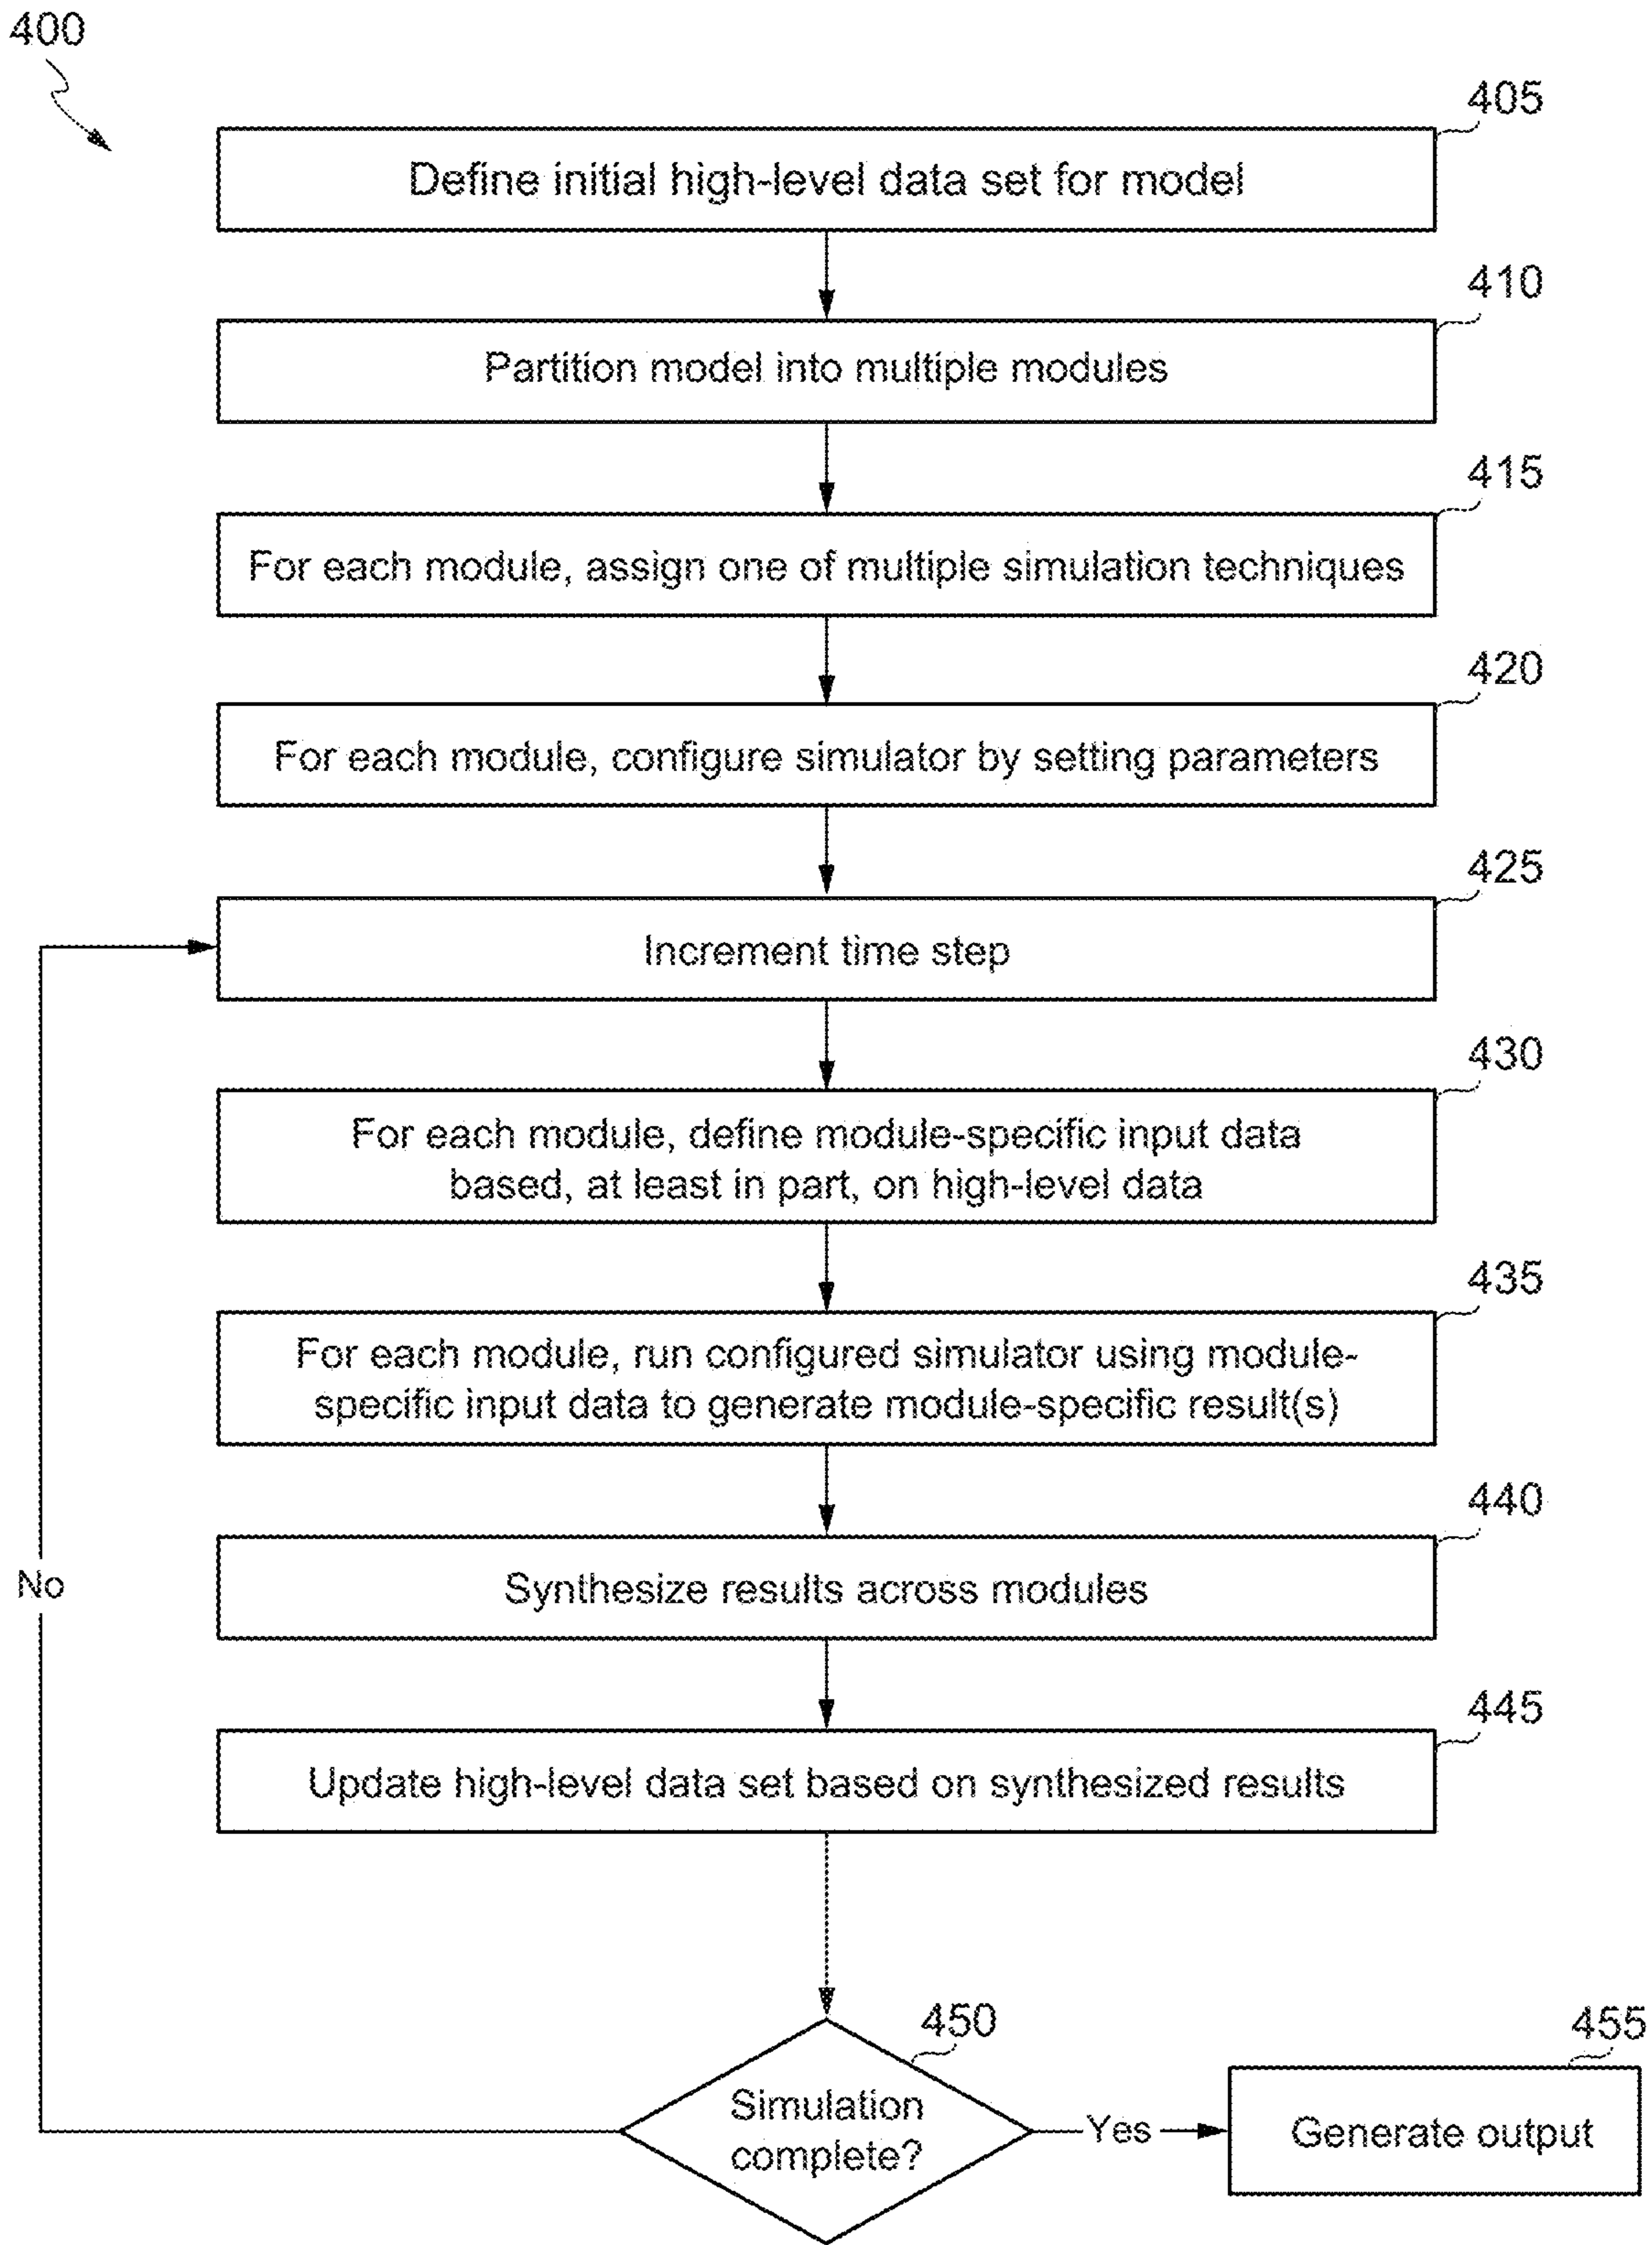 400
405
Define initial high-level data set for model
410
Partition model into multiple modules
415
For each module, assign one of multiple simulation techniques
420
For each module, configure simulator by setting parameters
425
Increment time step
430
For each module, define module-specific input data
based, at least in part, on high-level data
435
For each module, run configured simulator using module-
specific input data to generate module-specific result(s)
440
Synthesize results across modules
No
445
Update high-level data set based on synthesized results
450
Simulation
complete?
Yes
455
Generate output